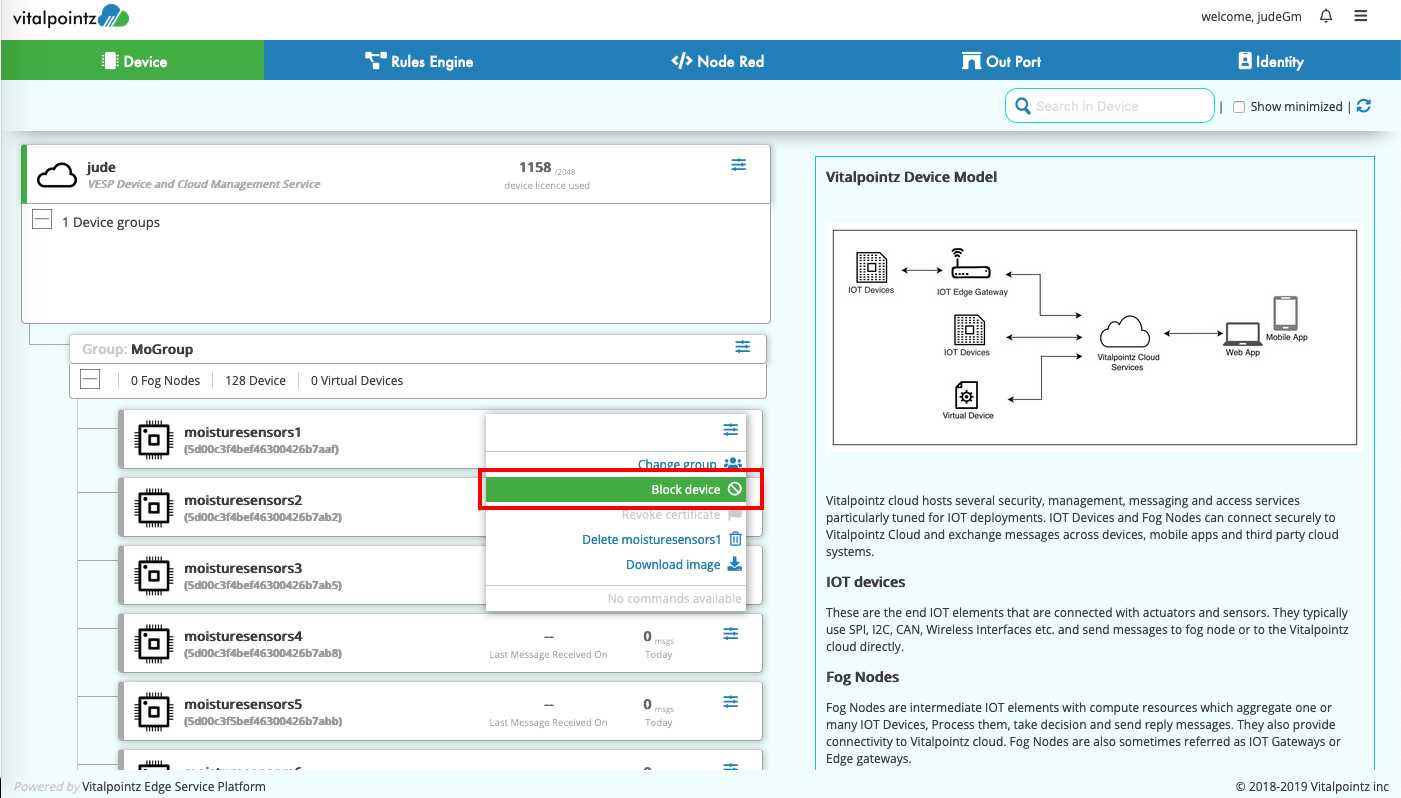 vitalpointz
welcome, judeGm
Device
Rules Engine
</> Node Red
Out Port
Identity
Search in Device
| Show minimized |
jude
VESP Device and Cloud Management Service
1158 /2048
device licence used
1 Device groups
Group: MoGroup
0 Fog Nodes | 128 Device | 0 Virtual Devices
moisturesensors1
(5d00c3f4bef46300426b7aaf)
Change group
Block device
moisturesensors2
(5d00c3f4bef46300426b7ab2)
Revoke certificate
Delete moisturesensors1
Download image
moisturesensors3
(5d00c3f4bef46300426b7ab5)
No commands available
moisturesensors4
(5d00c3f4bef46300426b7ab8)
--
Last Message Received On
0 msgs
Today
moisturesensors5
(5d00c3f5bef46300426b7abb)
--
Last Message Received On
0 msgs
Today
Vitalpointz Device Model
IOT Devices
IOT Edge Gateway
IOT Devices
Vitalpointz Cloud
Services
Web App
Mobile App
Virtual Device
Vitalpointz cloud hosts several security, management, messaging and access services
particularly tuned for IOT deployments. IOT Devices and Fog Nodes can connect securely to
Vitalpointz Cloud and exchange messages across devices, mobile apps and third party cloud
systems.
IOT devices
These are the end IOT elements that are connected with actuators and sensors. They typically
use SPI, I2C, CAN, Wireless Interfaces etc. and send messages to fog node or to the Vitalpointz
cloud directly.
Fog Nodes
Fog Nodes are intermediate IOT elements with compute resources which aggregate one or
many IOT Devices, Process them, take decision and send reply messages. They also provide
connectivity to Vitalpointz cloud. Fog Nodes are also sometimes referred as IOT Gateways or
Edge gateways.
Powered by Vitalpointz Edge Service Platform
© 2018-2019 Vitalpointz inc